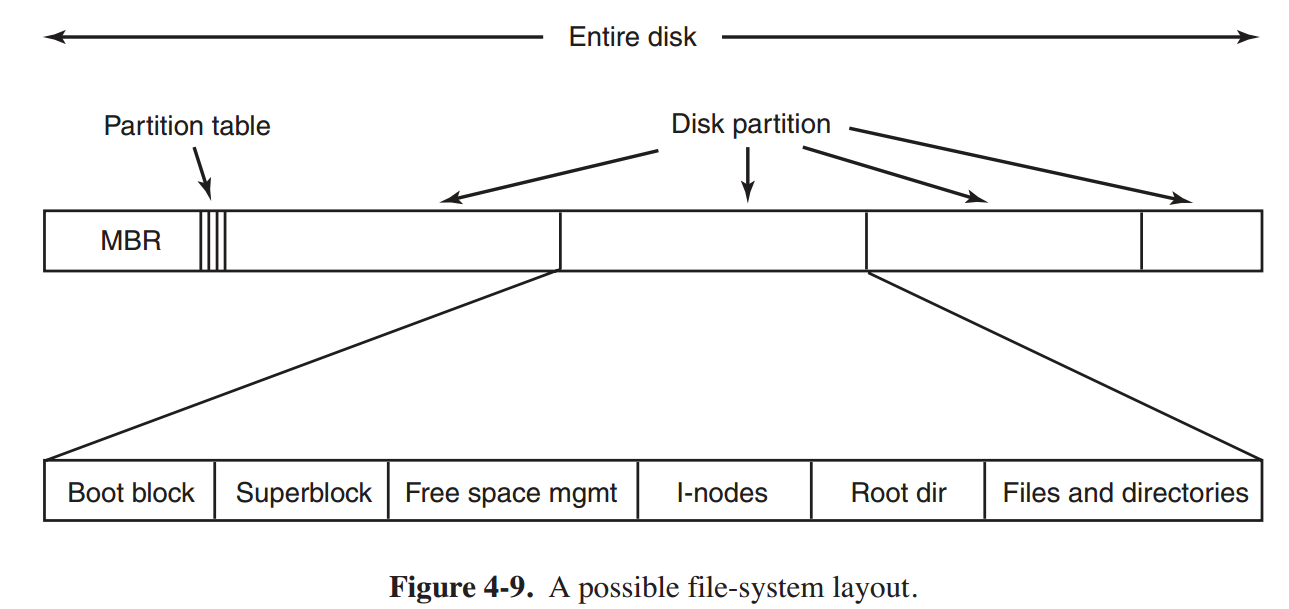 Entire disk
Partition table
Disk partition
MBR
Boot block
Superblock
Free space mgmt
I-nodes
Root dir
Files and directories
Figure 4-9. A possible file-system layout.